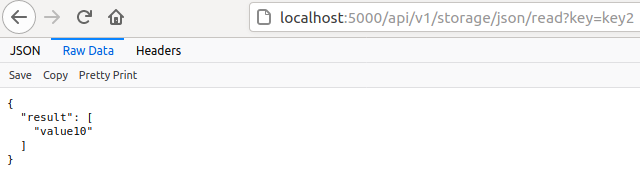 localhost:5000/api/v1/storage/json/read?key=key2
JSON Raw Data Headers
Save Copy Pretty Print
{
  "result": [
    "value10"
  ]
}